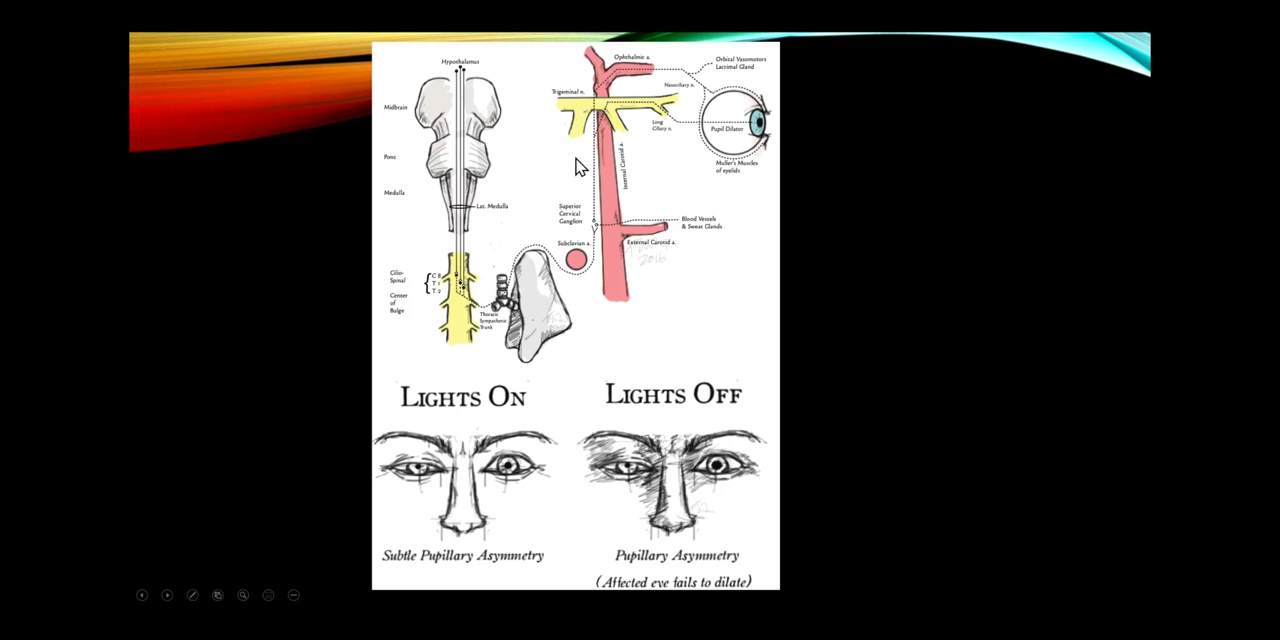 Hypothalamus
Midbrain
Pons
Medulla
Lat. Medulla
Cilio-
Spinal
Center
of
Bulge
C 8
T 1
T 2
Thoracic
Sympathetic
Trunk
Ophthalmic a.
Orbital Vasomotors
Lacrimal Gland
Trigeminal n.
Nasociliary n.
Long
Ciliary n.
Pupil Dilator
Muller's Muscles
of eyelids
Internal Carotid a.
Superior
Cervical
Ganglion
Blood Vessels
& Sweat Glands
Subclavian a.
External Carotid a.
2016
LIGHTS ON
LIGHTS OFF
Subtle Pupillary Asymmetry
Pupillary Asymmetry
(Affected eye fails to dilate)